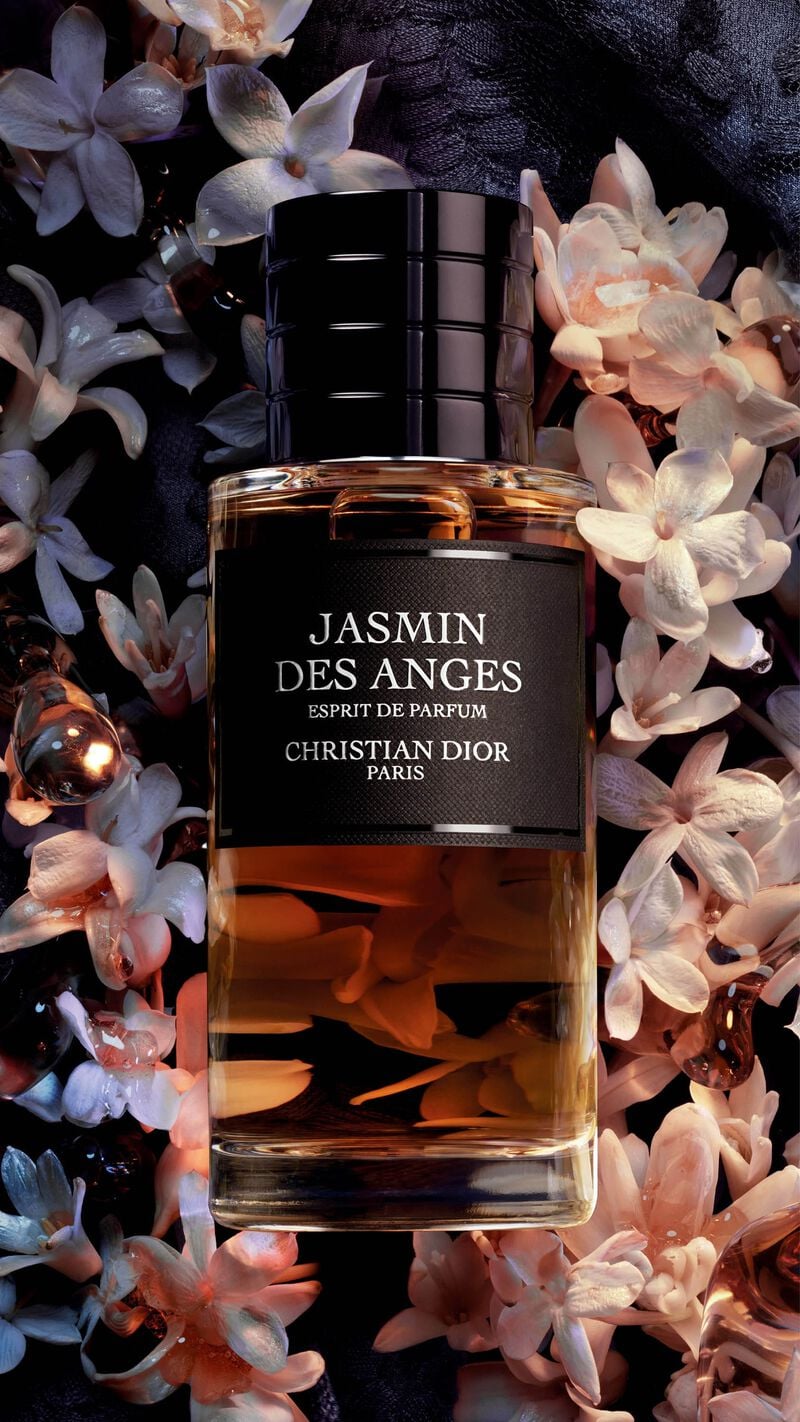 JASMIN
DES ANGES
ESPRIT DE PARFUM
CHRISTIAN DIOR
PARIS